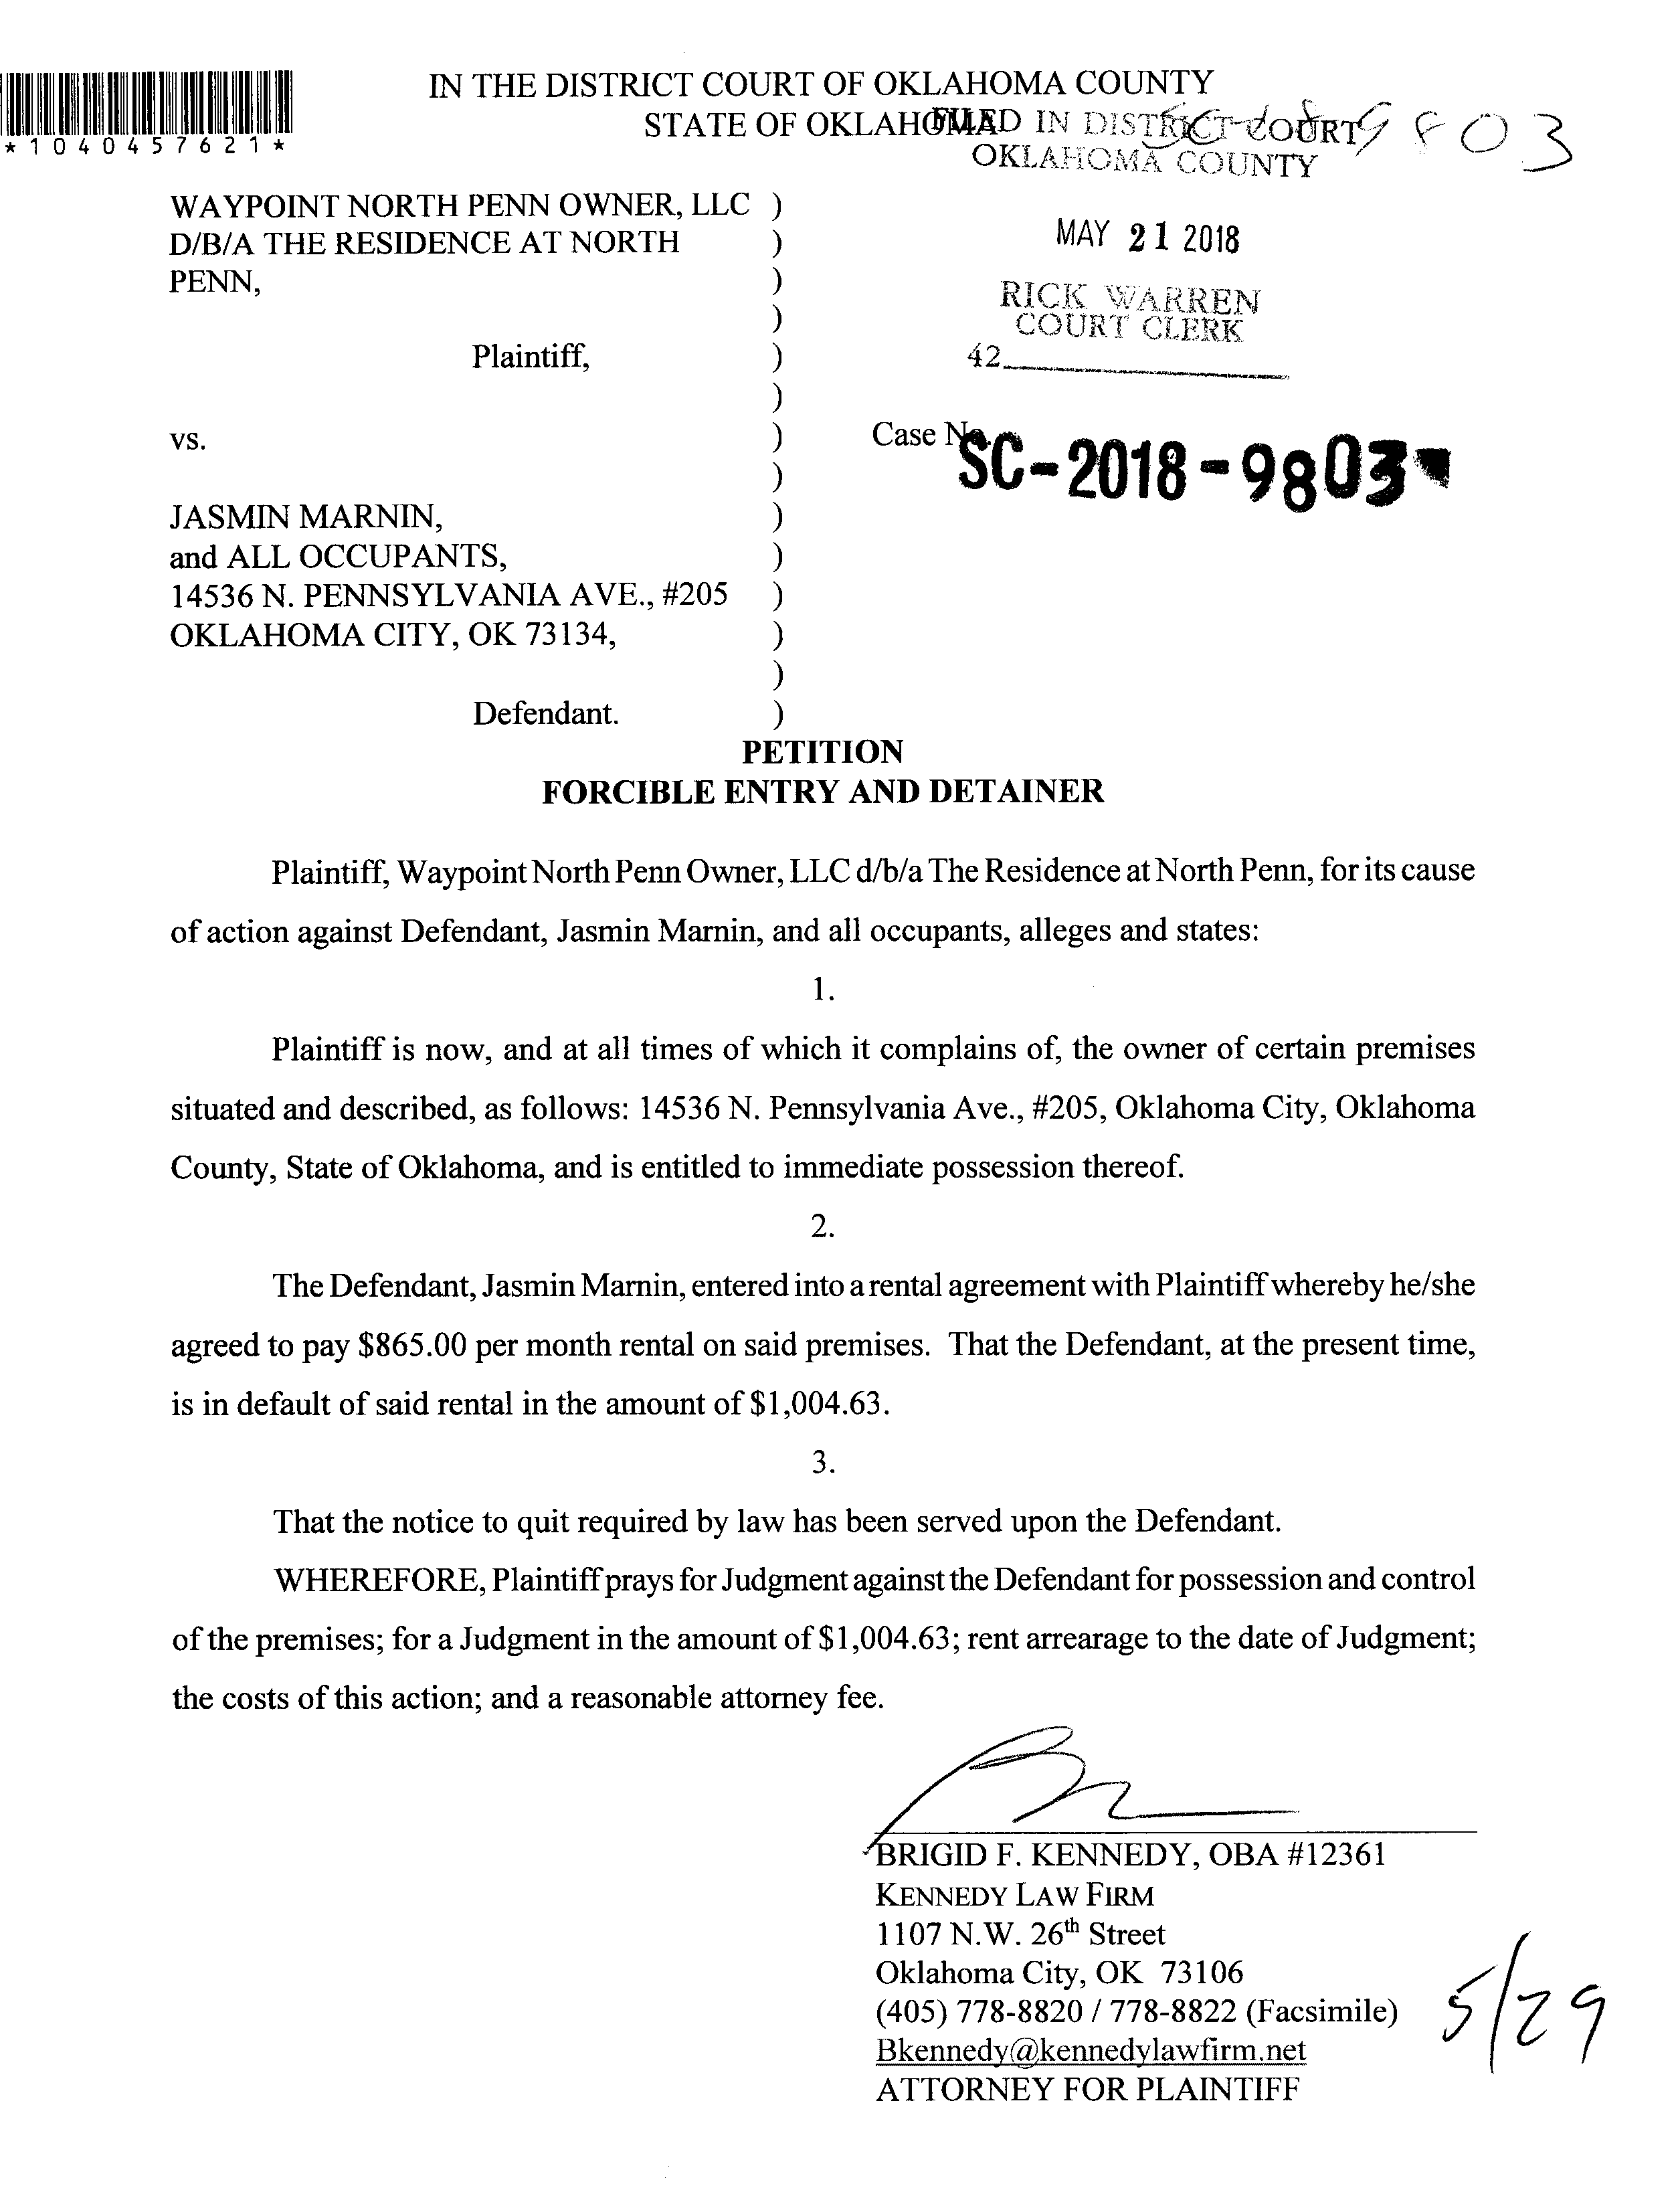 IN THE DISTRICT COURT OF OKLAHOMA COUNTY
STATE OF OKLAHOMA
*1040457621*
FILED IN DISTRICT COURT
OKLAHOMA COUNTY
9803
WAYPOINT NORTH PENN OWNER, LLC )
D/B/A THE RESIDENCE AT NORTH )
PENN, )
)
Plaintiff, )
)
vs. )
)
JASMIN MARNIN, )
and ALL OCCUPANTS, )
14536 N. PENNSYLVANIA AVE., #205 )
OKLAHOMA CITY, OK 73134, )
)
Defendant. )
MAY 21 2018
RICK WARREN
COURT CLERK
42
Case No.
SC-2018-9803
PETITION
FORCIBLE ENTRY AND DETAINER
Plaintiff, Waypoint North Penn Owner, LLC d/b/a The Residence at North Penn, for its cause
of action against Defendant, Jasmin Marnin, and all occupants, alleges and states:
1.
Plaintiff is now, and at all times of which it complains of, the owner of certain premises
situated and described, as follows: 14536 N. Pennsylvania Ave., #205, Oklahoma City, Oklahoma
County, State of Oklahoma, and is entitled to immediate possession thereof.
2.
The Defendant, Jasmin Marnin, entered into a rental agreement with Plaintiff whereby he/she
agreed to pay $865.00 per month rental on said premises. That the Defendant, at the present time,
is in default of said rental in the amount of $1,004.63.
3.
That the notice to quit required by law has been served upon the Defendant.
WHEREFORE, Plaintiff prays for Judgment against the Defendant for possession and control
of the premises; for a Judgment in the amount of $1,004.63; rent arrearage to the date of Judgment;
the costs of this action; and a reasonable attorney fee.
BRIGID F. KENNEDY, OBA #12361
KENNEDY LAW FIRM
1107 N.W. 26th Street
Oklahoma City, OK 73106
(405) 778-8820 / 778-8822 (Facsimile)
Bkennedy@kennedylawfirm.net
ATTORNEY FOR PLAINTIFF
5/29